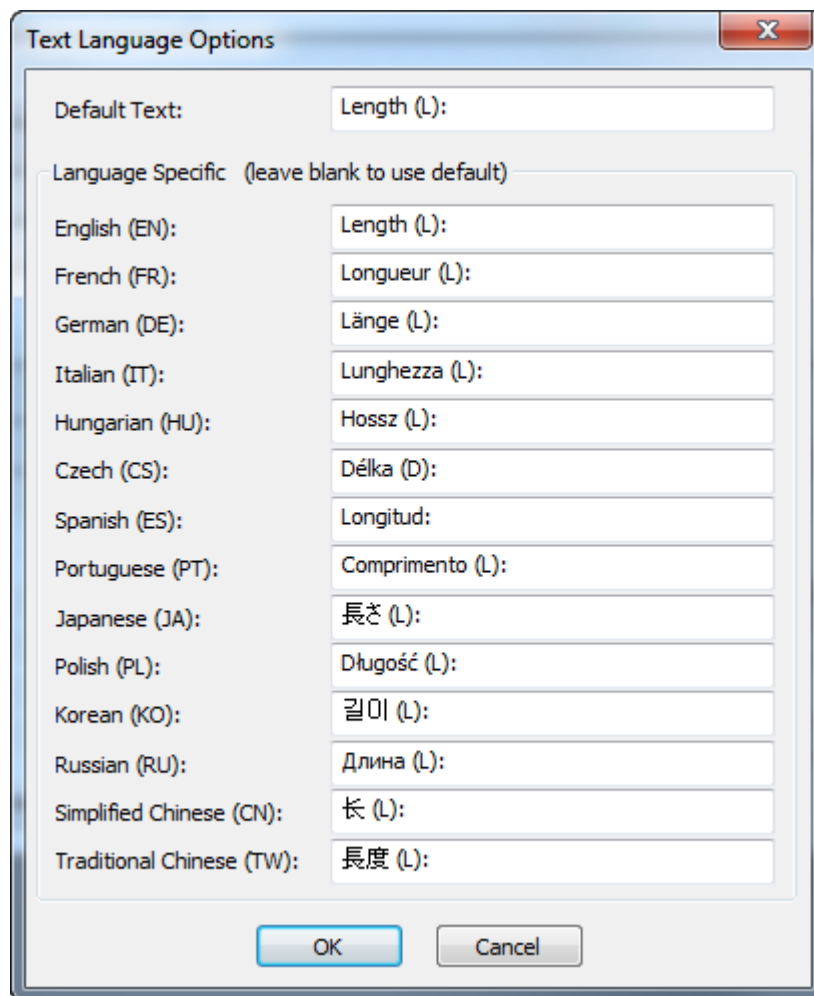 Text Language Options
Default Text: Length (L):
Language Specific (leave blank to use default)
English (EN): Length (L):
French (FR): Longueur (L):
German (DE): Länge (L):
Italian (IT): Lunghezza (L):
Hungarian (HU): Hossz (L):
Czech (CS): Délka (D):
Spanish (ES): Longitud:
Portuguese (PT): Comprimento (L):
Japanese (JA): 長さ (L):
Polish (PL): Długość (L):
Korean (KO): 길이 (L):
Russian (RU): Длина (L):
Simplified Chinese (CN): 长 (L):
Traditional Chinese (TW): 長度 (L):
OK Cancel